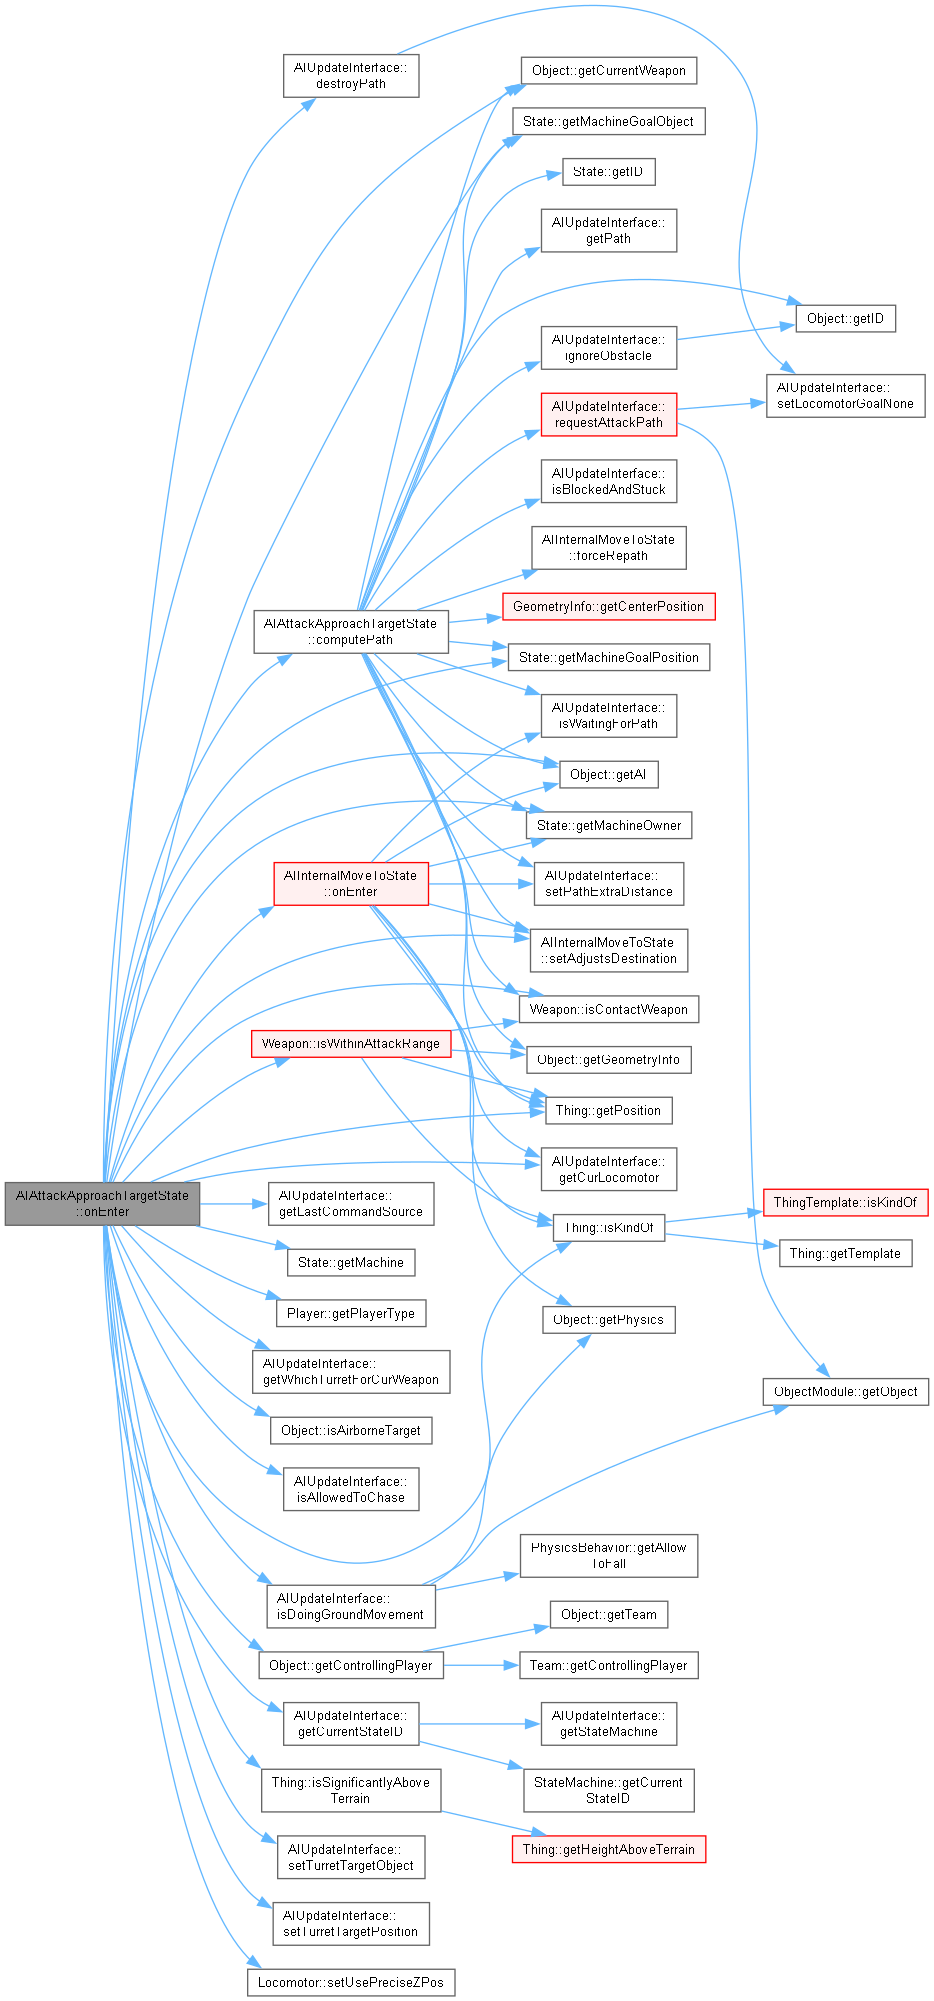 AIUpdateInterface::
destroyPath
Object::getCurrentWeapon
State::getMachineGoalObject
State::getID
AIUpdateInterface::
getPath
Object::getID
AIUpdateInterface::
ignoreObstacle
AIUpdateInterface::
setLocomotorGoalNone
AIUpdateInterface::
requestAttackPath
AIUpdateInterface::
isBlockedAndStuck
AIInternalMoveToState
::forceRepath
GeometryInfo::getCenterPosition
AIAttackApproachTargetState
::computePath
State::getMachineGoalPosition
AIUpdateInterface::
isWaitingForPath
Object::getAI
State::getMachineOwner
AIInternalMoveToState
::onEnter
AIUpdateInterface::
setPathExtraDistance
AIInternalMoveToState
::setAdjustsDestination
Weapon::isContactWeapon
Weapon::isWithinAttackRange
Object::getGeometryInfo
Thing::getPosition
AIUpdateInterface::
getCurLocomotor
AIAttackApproachTargetState
::onEnter
AIUpdateInterface::
getLastCommandSource
ThingTemplate::isKindOf
Thing::isKindOf
Thing::getTemplate
State::getMachine
Player::getPlayerType
Object::getPhysics
AIUpdateInterface::
getWhichTurretForCurWeapon
ObjectModule::getObject
Object::isAirborneTarget
AIUpdateInterface::
isAllowedToChase
PhysicsBehavior::getAllow
ToFall
AIUpdateInterface::
isDoingGroundMovement
Object::getTeam
Object::getControllingPlayer
Team::getControllingPlayer
AIUpdateInterface::
getCurrentStateID
AIUpdateInterface::
getStateMachine
Thing::isSignificantlyAbove
Terrain
StateMachine::getCurrent
StateID
Thing::getHeightAboveTerrain
AIUpdateInterface::
setTurretTargetObject
AIUpdateInterface::
setTurretTargetPosition
Locomotor::setUsePreciseZPos